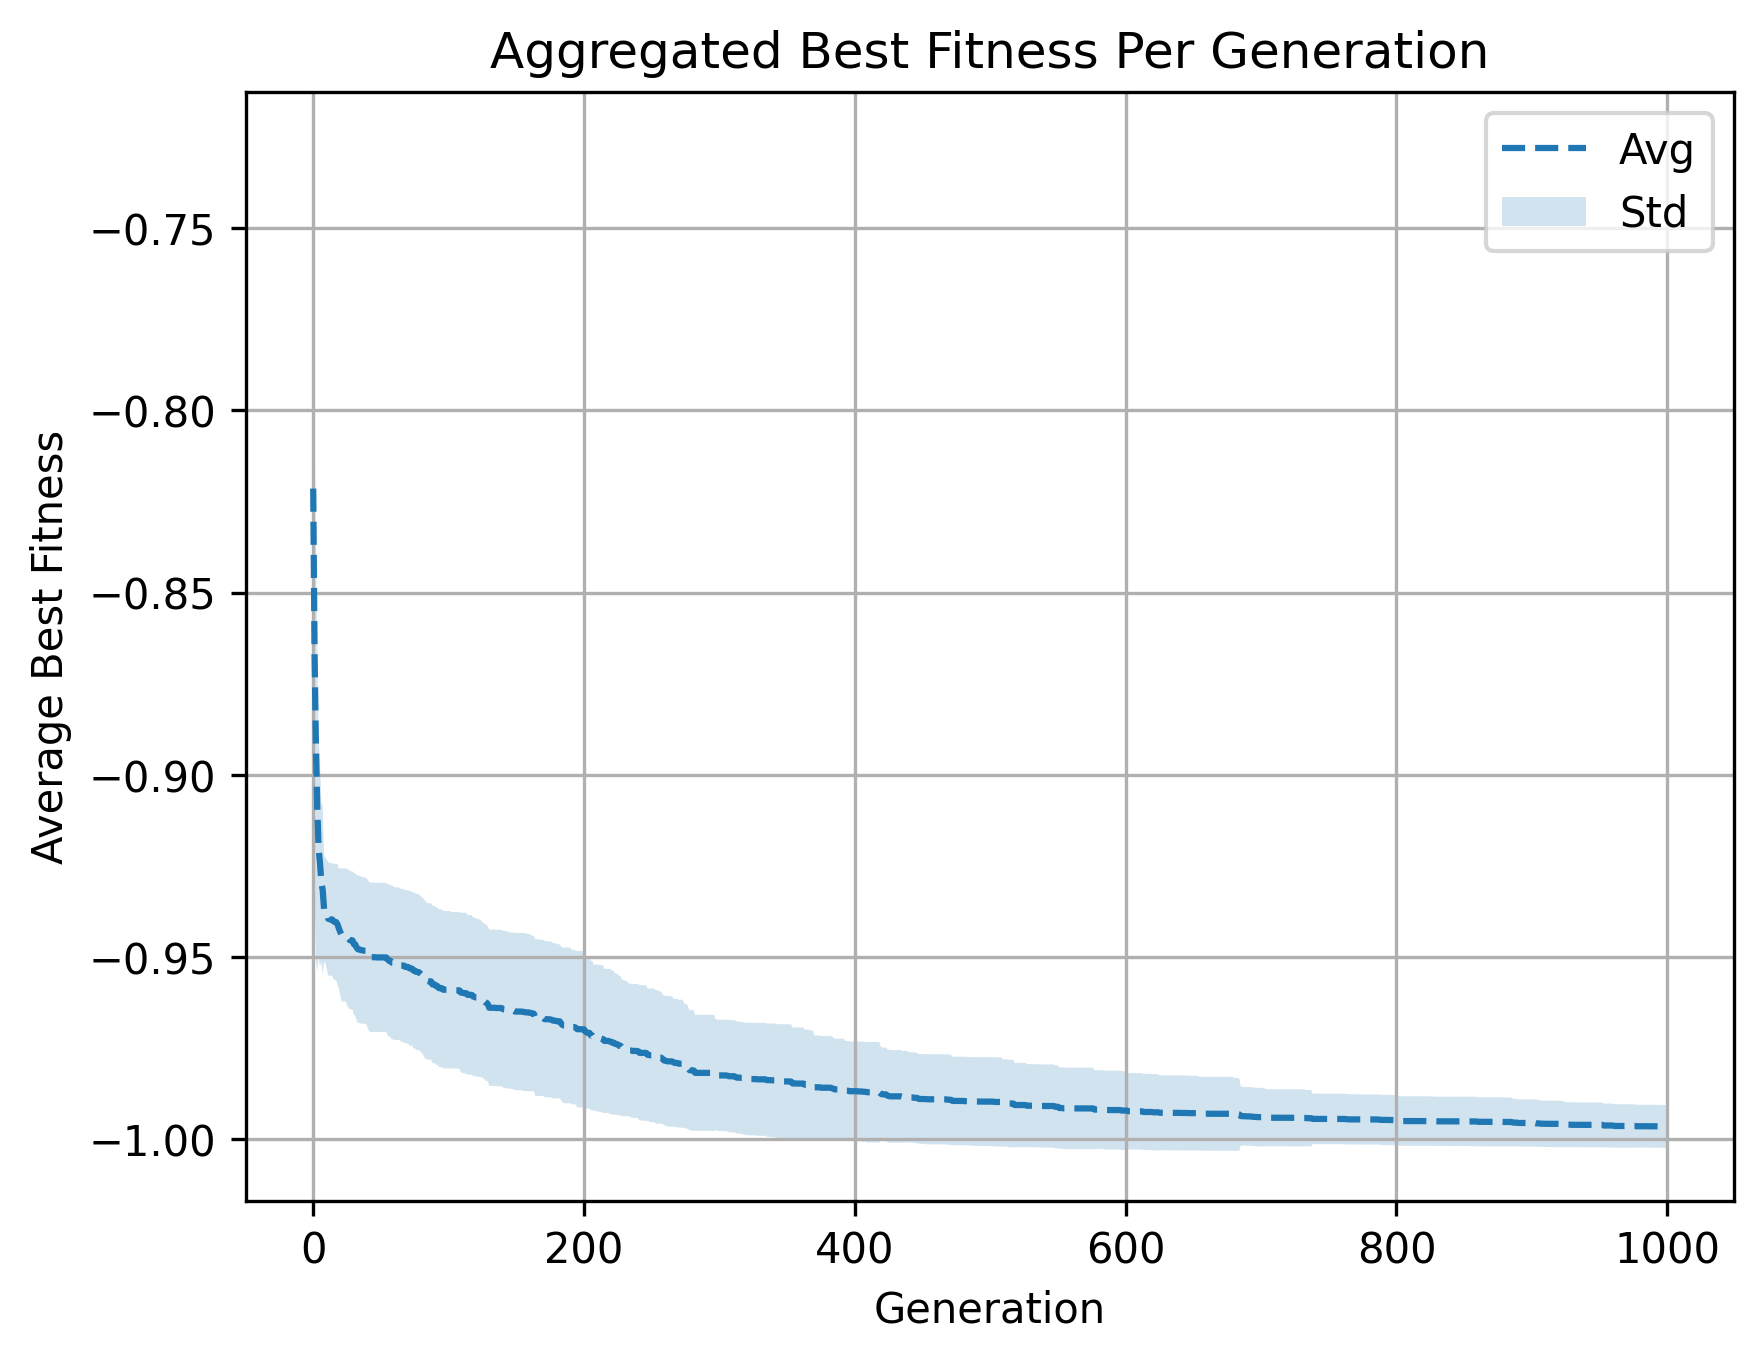 Aggregated Best Fitness Per Generation
Avg
Std
Average Best Fitness
−0.75
−0.80
−0.85
−0.90
−0.95
−1.00
0 200 400 600 800 1000
Generation